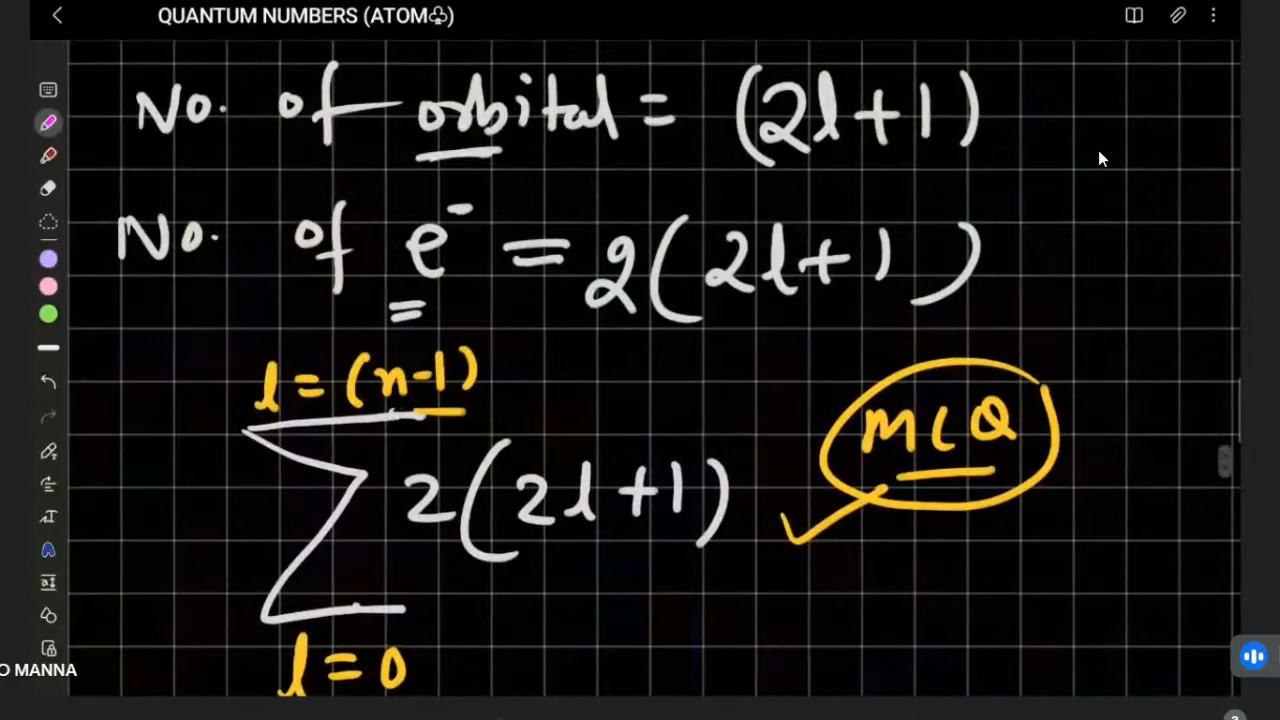 QUANTUM NUMBERS (ATOM♧)
No. of orbital = (2l+1)
No. of e⁻ = 2(2l+1)
l = (n-1)
∑ 2(2l+1)
MCQ
l = 0
O MANNA